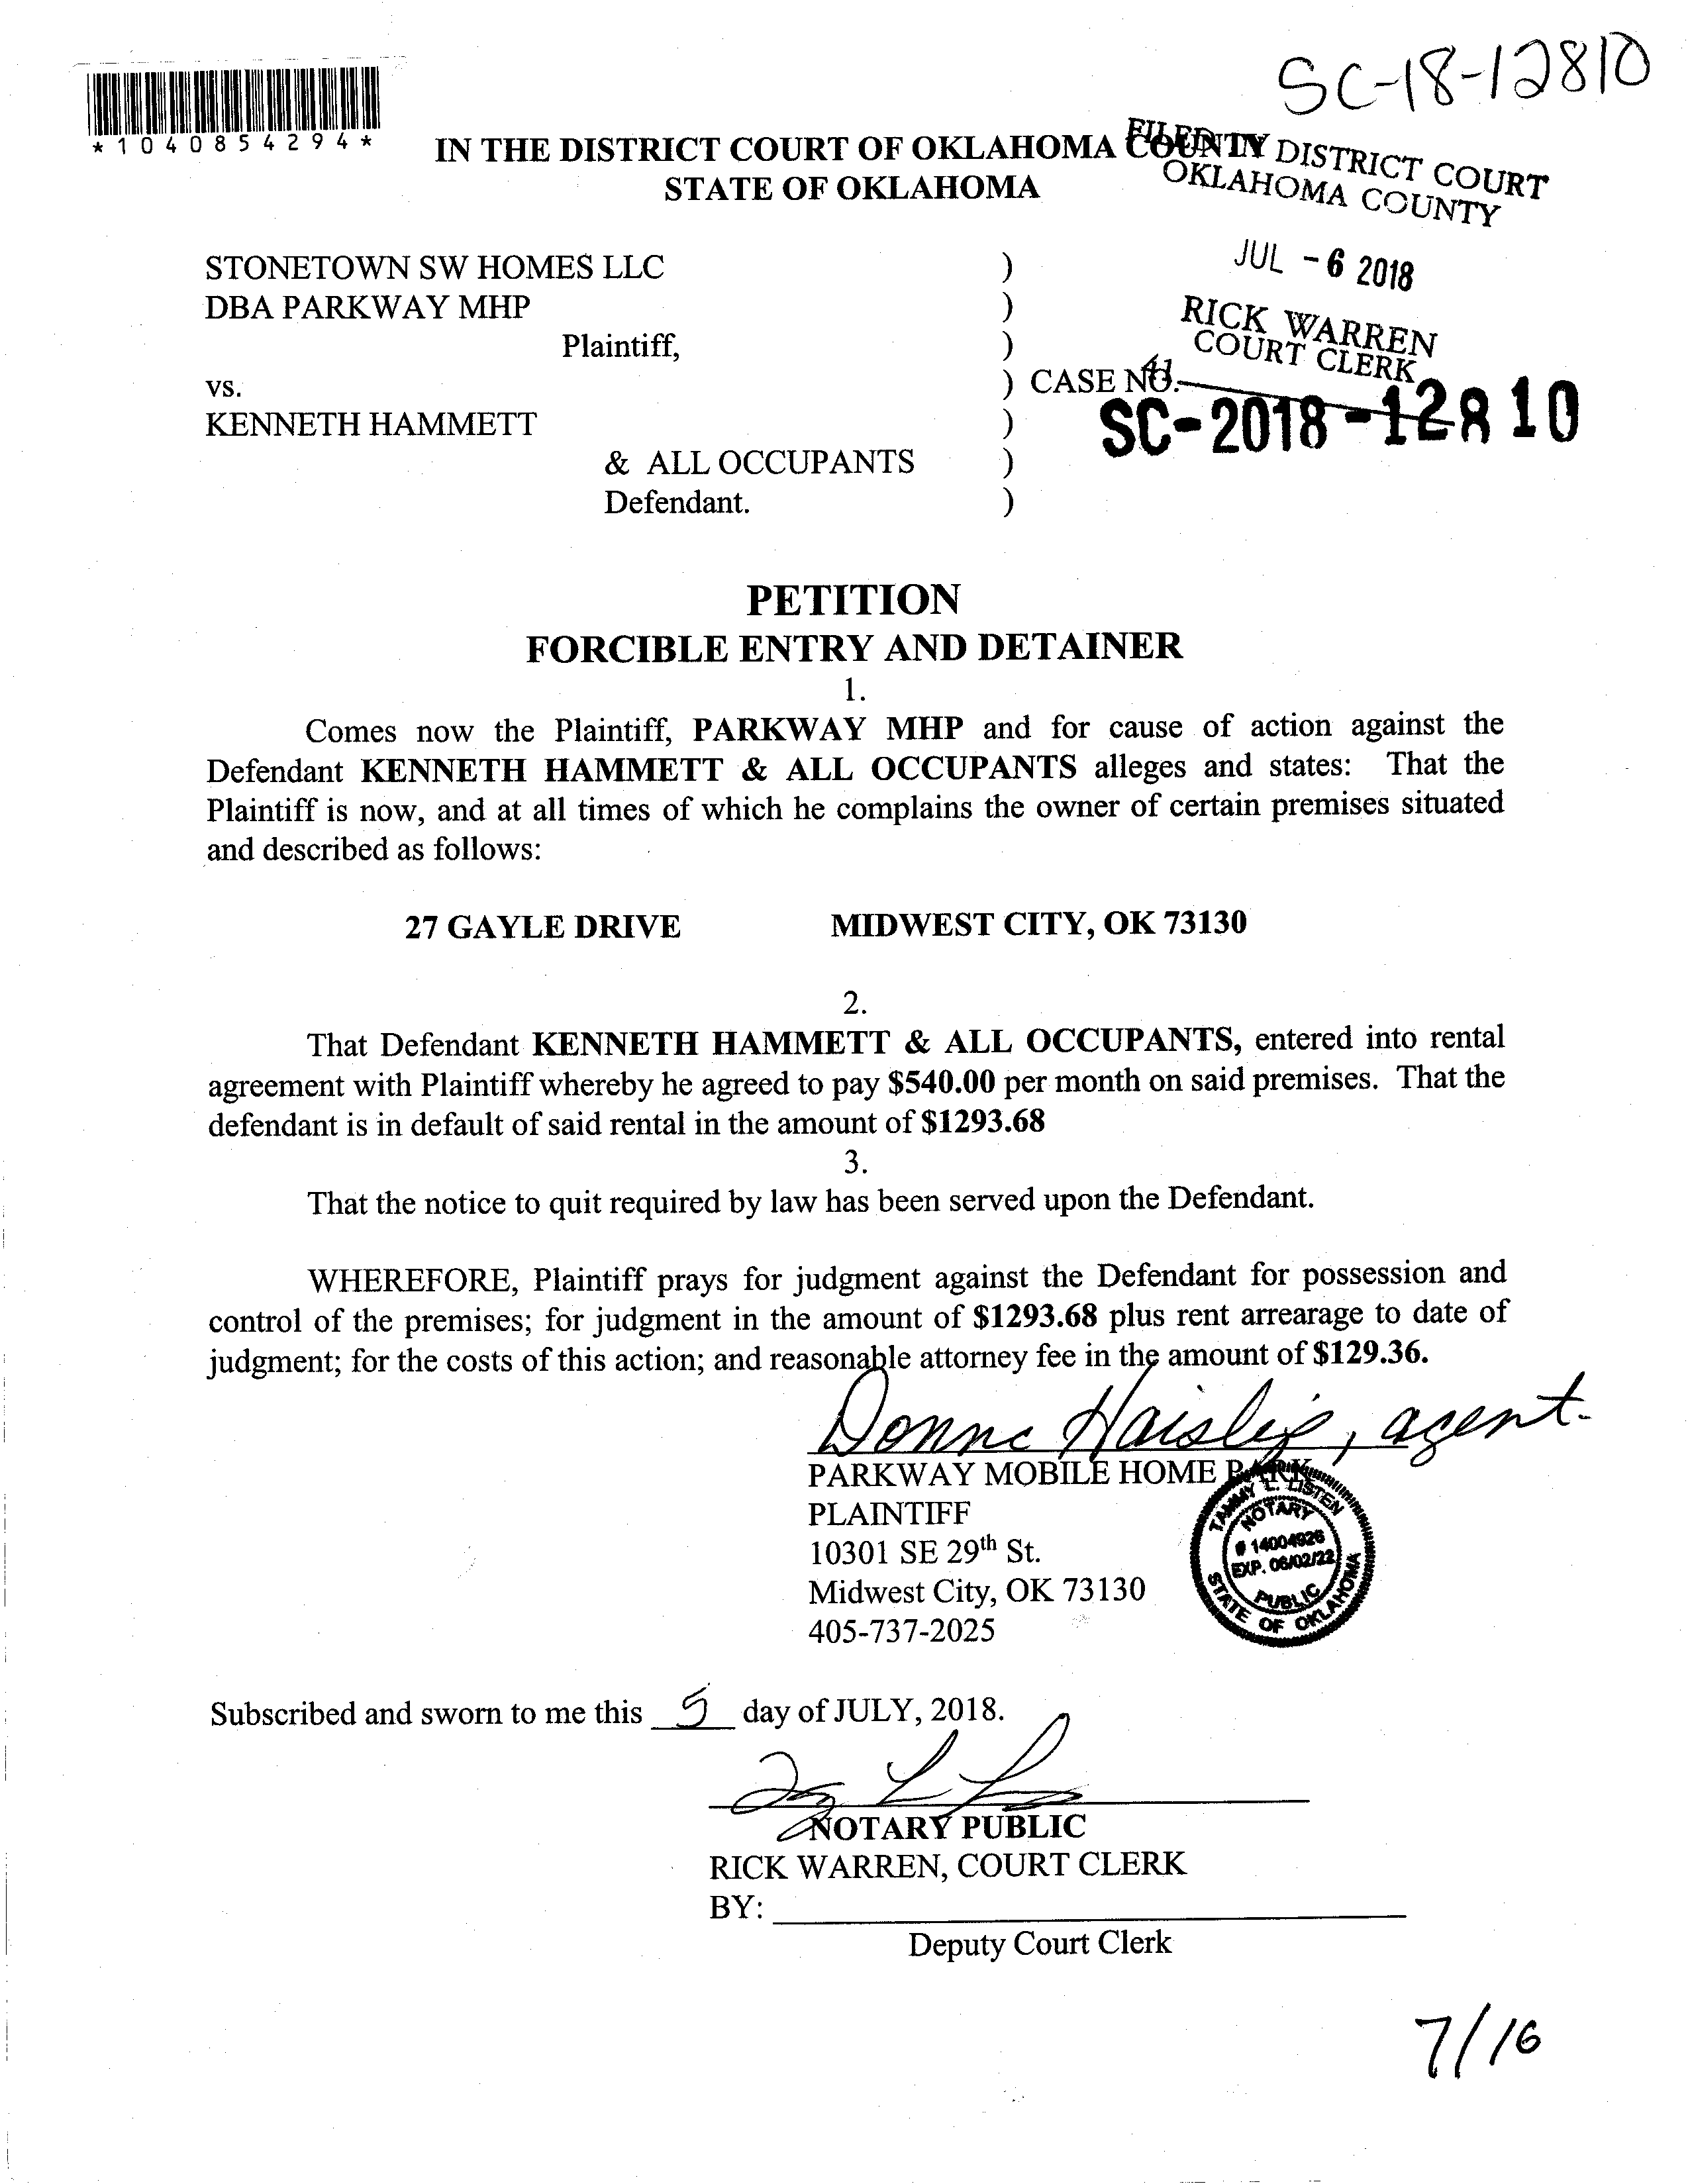 SC-18-12810
*1040854294*
IN THE DISTRICT COURT OF OKLAHOMA COUNTY
STATE OF OKLAHOMA
FILED IN DISTRICT COURT
OKLAHOMA COUNTY
JUL - 6 2018
RICK WARREN
COURT CLERK
41
STONETOWN SW HOMES LLC )
DBA PARKWAY MHP )
Plaintiff, )
vs. ) CASE NO.
SC-2018-12810
KENNETH HAMMETT )
& ALL OCCUPANTS )
Defendant. )
PETITION
FORCIBLE ENTRY AND DETAINER
1.
Comes now the Plaintiff, PARKWAY MHP and for cause of action against the
Defendant KENNETH HAMMETT & ALL OCCUPANTS alleges and states: That the
Plaintiff is now, and at all times of which he complains the owner of certain premises situated
and described as follows:
27 GAYLE DRIVE MIDWEST CITY, OK 73130
2.
That Defendant KENNETH HAMMETT & ALL OCCUPANTS, entered into rental
agreement with Plaintiff whereby he agreed to pay $540.00 per month on said premises. That the
defendant is in default of said rental in the amount of $1293.68
3.
That the notice to quit required by law has been served upon the Defendant.
WHEREFORE, Plaintiff prays for judgment against the Defendant for possession and
control of the premises; for judgment in the amount of $1293.68 plus rent arrearage to date of
judgment; for the costs of this action; and reasonable attorney fee in the amount of $129.36.
Donna Haislip, agent.
PARKWAY MOBILE HOME PARK
PLAINTIFF
10301 SE 29th St.
Midwest City, OK 73130
405-737-2025
TAMMY L. LISTEN
NOTARY
# 14004926
EXP. 06/02/22
PUBLIC
STATE OF OKLAHOMA
Subscribed and sworn to me this 5 day of JULY, 2018.
NOTARY PUBLIC
RICK WARREN, COURT CLERK
BY:
Deputy Court Clerk
7/16